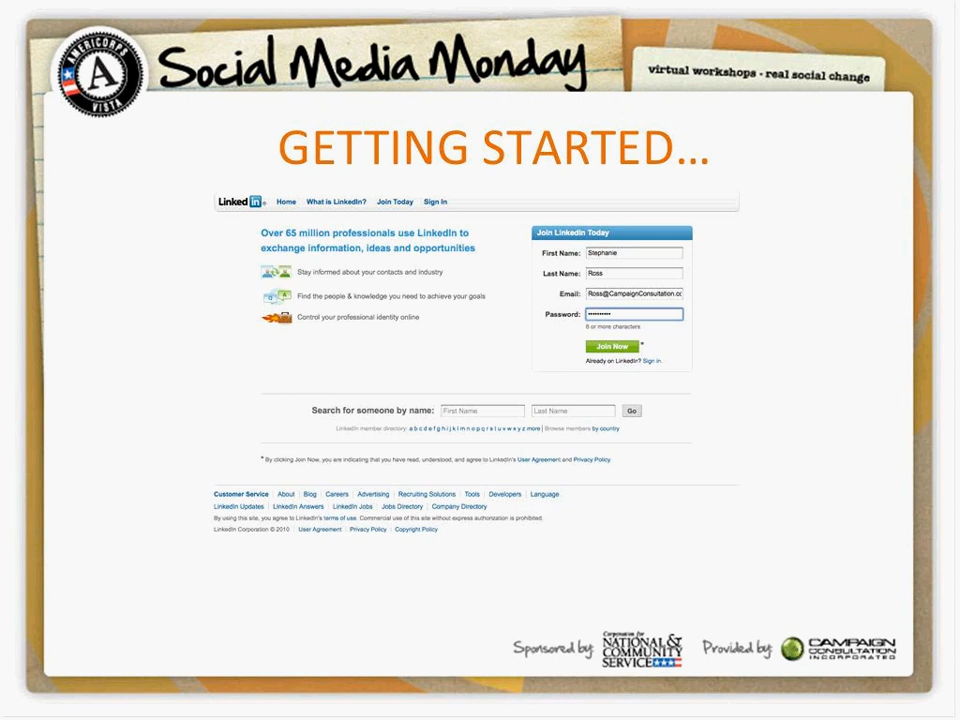 AMERICORPS
A
VISTA
Social Media Monday
virtual workshops · real social change
GETTING STARTED...
Linked in® Home What is LinkedIn? Join Today Sign In
Over 65 million professionals use LinkedIn to
exchange information, ideas and opportunities
Stay informed about your contacts and industry
Find the people & knowledge you need to achieve your goals
Control your professional identity online
Join LinkedIn Today
First Name: Stephanie
Last Name: Ross
Email: Ross@CampaignConsultation.cc
Password: ••••••••••
6 or more characters
Join Now *
Already on LinkedIn? Sign in.
Search for someone by name: First Name Last Name Go
LinkedIn member directory: a b c d e f g h i j k l m n o p q r s t u v w x y z more | Browse members by country
* By clicking Join Now, you are indicating that you have read, understood, and agree to LinkedIn's User Agreement and Privacy Policy.
Customer Service | About | Blog | Careers | Advertising | Recruiting Solutions | Tools | Developers | Language
LinkedIn Updates | LinkedIn Answers | LinkedIn Jobs | Jobs Directory | Company Directory
By using this site, you agree to LinkedIn's terms of use. Commercial use of this site without express authorization is prohibited.
LinkedIn Corporation © 2010 | User Agreement | Privacy Policy | Copyright Policy
Sponsored by:
Corporation for
NATIONAL &
COMMUNITY
SERVICE
Provided by:
CAMPAIGN
CONSULTATION
INCORPORATED